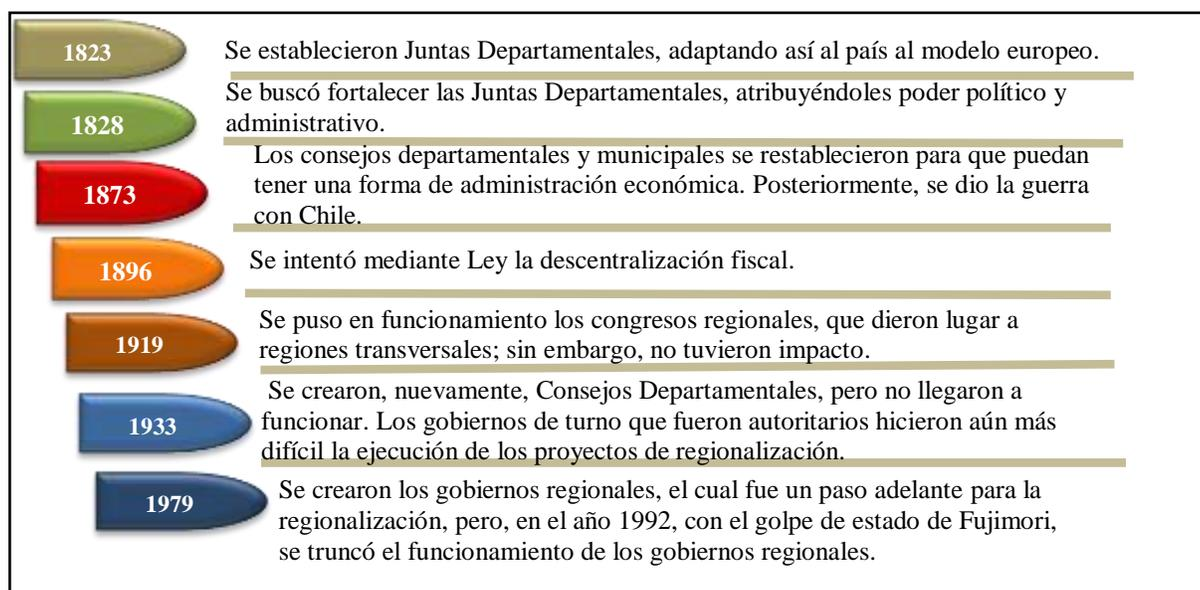 1823
Se establecieron Juntas Departamentales, adaptando así al país al modelo europeo.
1828
Se buscó fortalecer las Juntas Departamentales, atribuyéndoles poder político y
administrativo.
1873
Los consejos departamentales y municipales se restablecieron para que puedan
tener una forma de administración económica. Posteriormente, se dio la guerra
con Chile.
1896
Se intentó mediante Ley la descentralización fiscal.
1919
Se puso en funcionamiento los congresos regionales, que dieron lugar a
regiones transversales; sin embargo, no tuvieron impacto.
1933
Se crearon, nuevamente, Consejos Departamentales, pero no llegaron a
funcionar. Los gobiernos de turno que fueron autoritarios hicieron aún más
difícil la ejecución de los proyectos de regionalización.
1979
Se crearon los gobiernos regionales, el cual fue un paso adelante para la
regionalización, pero, en el año 1992, con el golpe de estado de Fujimori,
se truncó el funcionamiento de los gobiernos regionales.